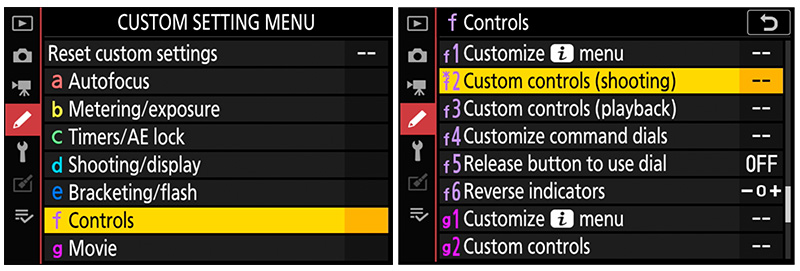 CUSTOM SETTING MENU
Reset custom settings --
a Autofocus
b Metering/exposure
c Timers/AE lock
d Shooting/display
e Bracketing/flash
f Controls
g Movie
f Controls
f1 Customize i menu --
*f2 Custom controls (shooting) --
f3 Custom controls (playback) --
f4 Customize command dials --
f5 Release button to use dial OFF
f6 Reverse indicators -0+
g1 Customize i menu --
g2 Custom controls --